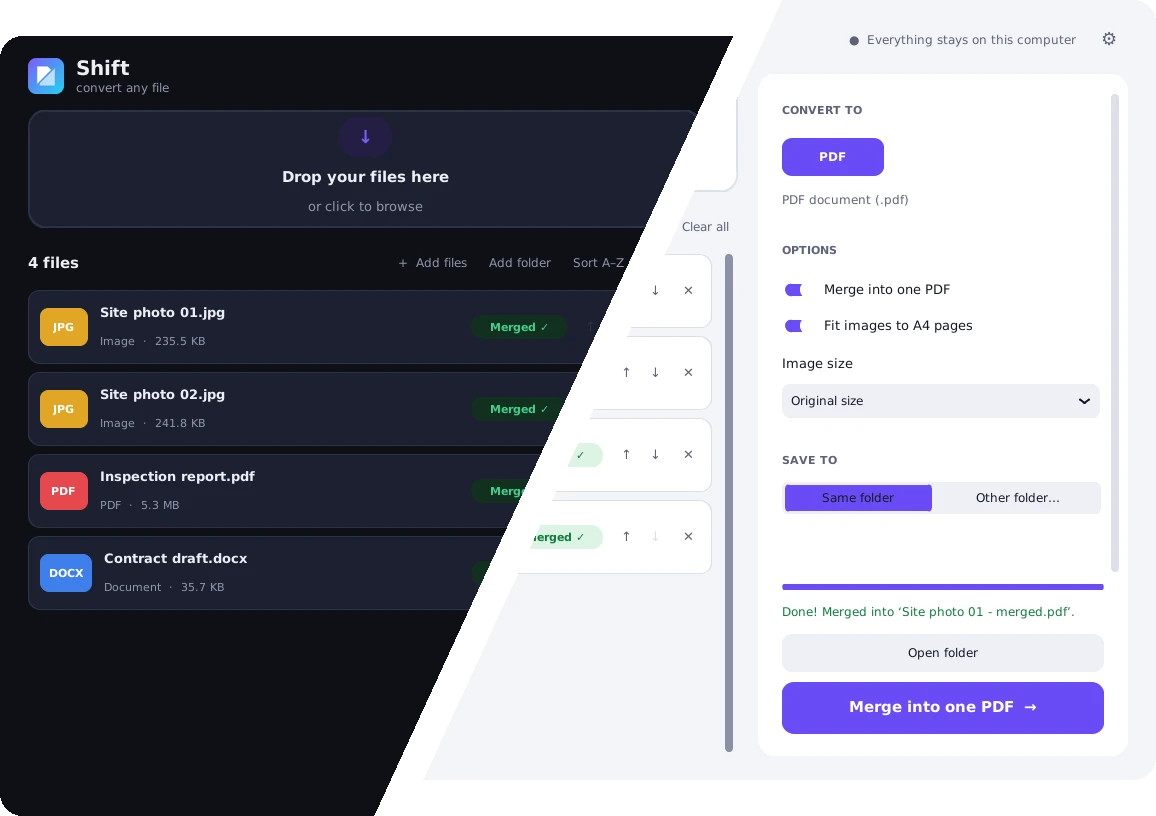 Shift
convert any file
● Everything stays on this computer ⚙
↓
Drop your files here
or click to browse
4 files
+ Add files
Add folder
Sort A–Z
Clear all
JPG
Site photo 01.jpg
Image · 235.5 KB
Merged ✓
↓ ✕
JPG
Site photo 02.jpg
Image · 241.8 KB
Merged ✓
↑ ↓ ✕
PDF
Inspection report.pdf
PDF · 5.3 MB
✓
↑ ↓ ✕
DOCX
Contract draft.docx
Document · 35.7 KB
↑ ↓ ✕
CONVERT TO
PDF
PDF document (.pdf)
OPTIONS
Merge into one PDF
Fit images to A4 pages
Image size
Original size
SAVE TO
Same folder
Other folder...
Done! Merged into ‘Site photo 01 - merged.pdf’.
Open folder
Merge into one PDF →